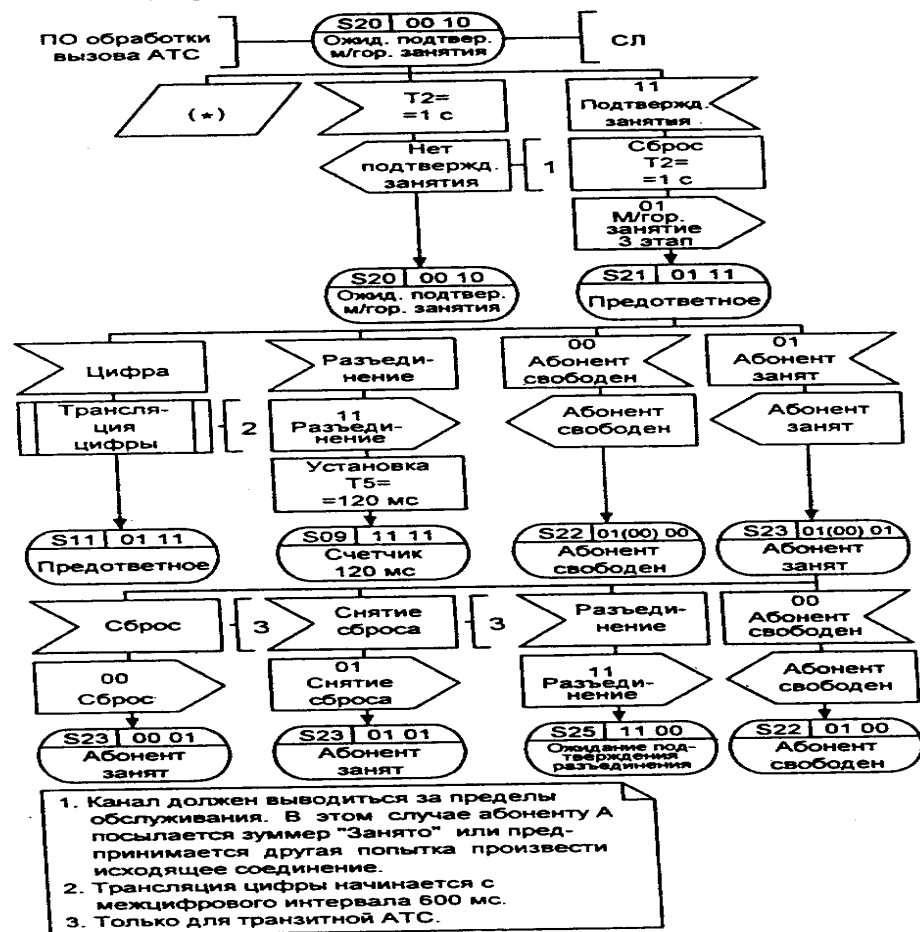 ПО обработки
вызова АТС
S20 00 10
Ожид. подтвер.
м/гор. занятия
СЛ
(*)
Т2=
=1 с
11
Подтвержд.
занятыя
Нет
подтвержд.
занятия
1
Сброс
Т2=
=1 с
01
М/гор.
занятие
3 этап
S20 00 10
Ожид. подтвер.
м/гор. занятия
S21 01 11
Предответное
Цифра
Разъеди-
нение
00
Абонент
свободен
01
Абонент
занят
Трансля-
ция
цифры
2
11
Разъеди-
нение
Абонент
свободен
Абонент
занят
Установка
Т5=
=120 мс
S11 01 11
Предответное
S09 11 11
Счетчик
120 мс
S22 01(00) 00
Абонент
свободен
S23 01(00) 01
Абонент
занят
Сброс
3
Снятие
сброса
3
Разъеди-
нение
00
Абонент
свободен
00
Сброс
01
Снятие
сброса
11
Разъеди-
нение
Абонент
свободен
S23 00 01
Абонент
занят
S23 01 01
Абонент
занят
S25 11 00
Ожидание под-
тверждения
разъединения
S22 01 00
Абонент
свободен
1. Канал должен выводиться за пределы
обслуживания. В этом случае абоненту А
посылается зуммер "Занято" или пред-
принимается другая попытка произвести
исходящее соединение.
2. Трансляция цифры начинается с
межцифрового интервала 600 мс.
3. Только для транзитной АТС.